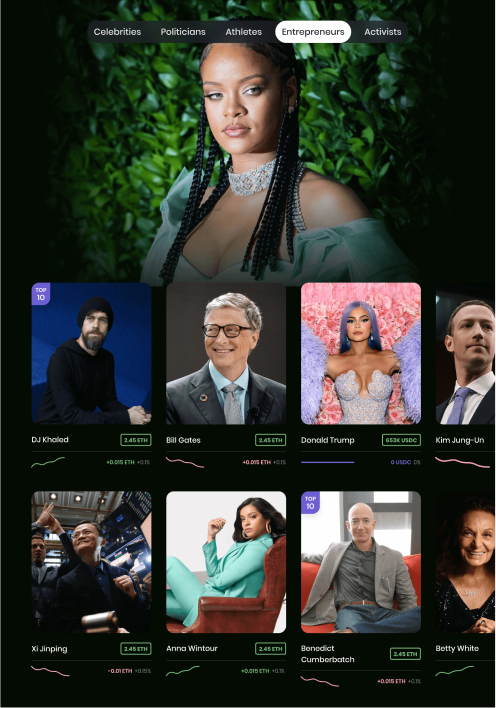 Celebrities Politicians Athletes Entrepreneurs Activists
TOP
10
DJ Khaled 2.45 ETH
+0.015 ETH +0.1%
Bill Gates 2.45 ETH
+0.015 ETH +0.1%
Donald Trump 653K USDC
0 USDC 0%
Kim Jung-Un
TOP
10
Xi Jinping 2.45 ETH
-0.01 ETH +0.15%
Anna Wintour 2.45 ETH
+0.015 ETH +0.1%
Benedict
Cumberbatch 2.45 ETH
+0.015 ETH +0.1%
Betty White